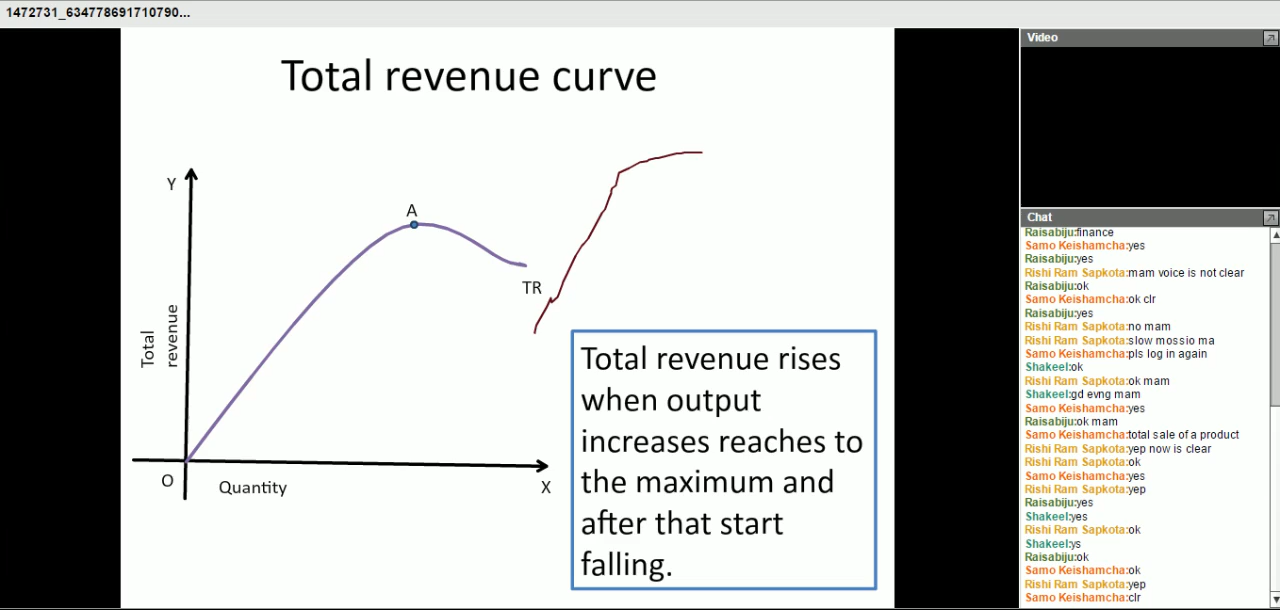 1472731_634778691710790...
Total revenue curve
Y
A
TR
Total
revenue
O
Quantity
X
Total revenue rises
when output
increases reaches to
the maximum and
after that start
falling.
Video
Chat
Raisabiju:finance
Samo Keishamcha:yes
Raisabiju:yes
Rishi Ram Sapkota:mam voice is not clear
Raisabiju:ok
Samo Keishamcha:ok clr
Raisabiju:yes
Rishi Ram Sapkota:no mam
Rishi Ram Sapkota:slow mossio ma
Samo Keishamcha:pls log in again
Shakeel:ok
Rishi Ram Sapkota:ok mam
Shakeel:gd evng mam
Samo Keishamcha:yes
Raisabiju:ok mam
Samo Keishamcha:total sale of a product
Rishi Ram Sapkota:yep now is clear
Rishi Ram Sapkota:ok
Samo Keishamcha:yes
Rishi Ram Sapkota:yep
Raisabiju:yes
Shakeel:yes
Rishi Ram Sapkota:ok
Shakeel:ys
Raisabiju:ok
Samo Keishamcha:ok
Rishi Ram Sapkota:yep
Samo Keishamcha:clr